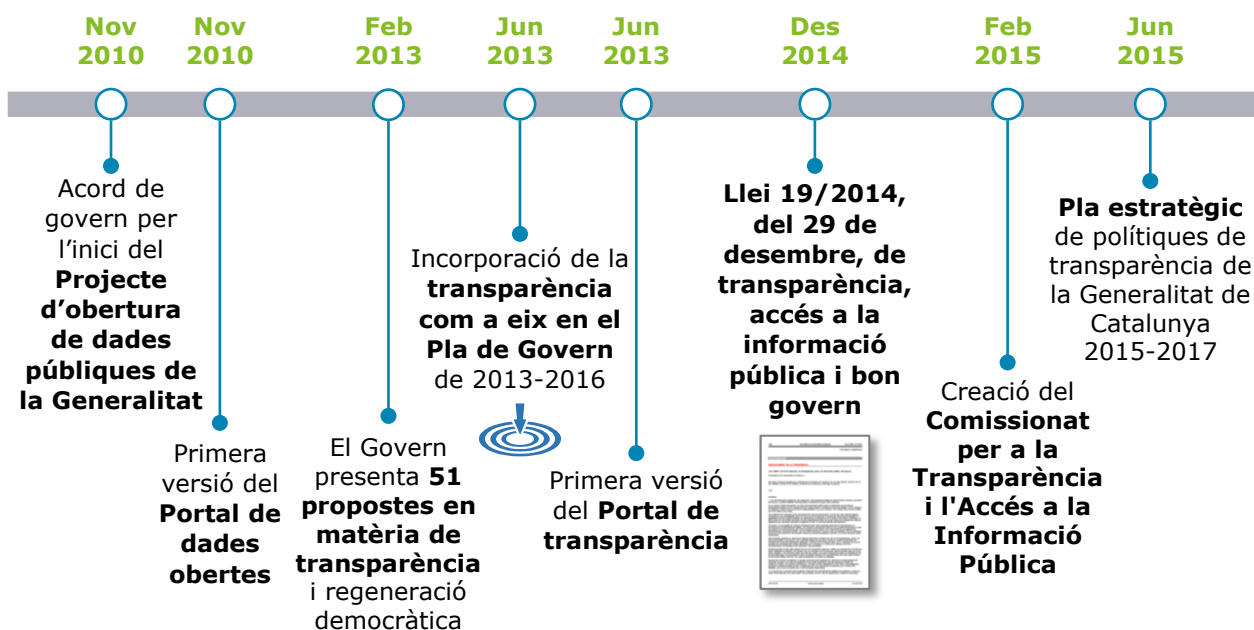 Nov
2010
Nov
2010
Feb
2013
Jun
2013
Jun
2013
Des
2014
Feb
2015
Jun
2015
Acord de
govern per
l’inici del
Projecte
d’obertura
de dades
públiques de
la Generalitat
Primera
versió del
Portal de
dades
obertes
El Govern
presenta 51
propostes en
matèria de
transparència
i regeneració
democràtica
Incorporació de la
transparència
com a eix en el
Pla de Govern
de 2013-2016
Primera versió
del Portal de
transparència
Llei 19/2014,
del 29 de
desembre, de
transparència,
accés a la
informació
pública i bon
govern
Creació del
Comissionat
per a la
Transparència
i l'Accés a la
Informació
Pública
Pla estratègic
de polítiques de
transparència de
la Generalitat de
Catalunya
2015-2017